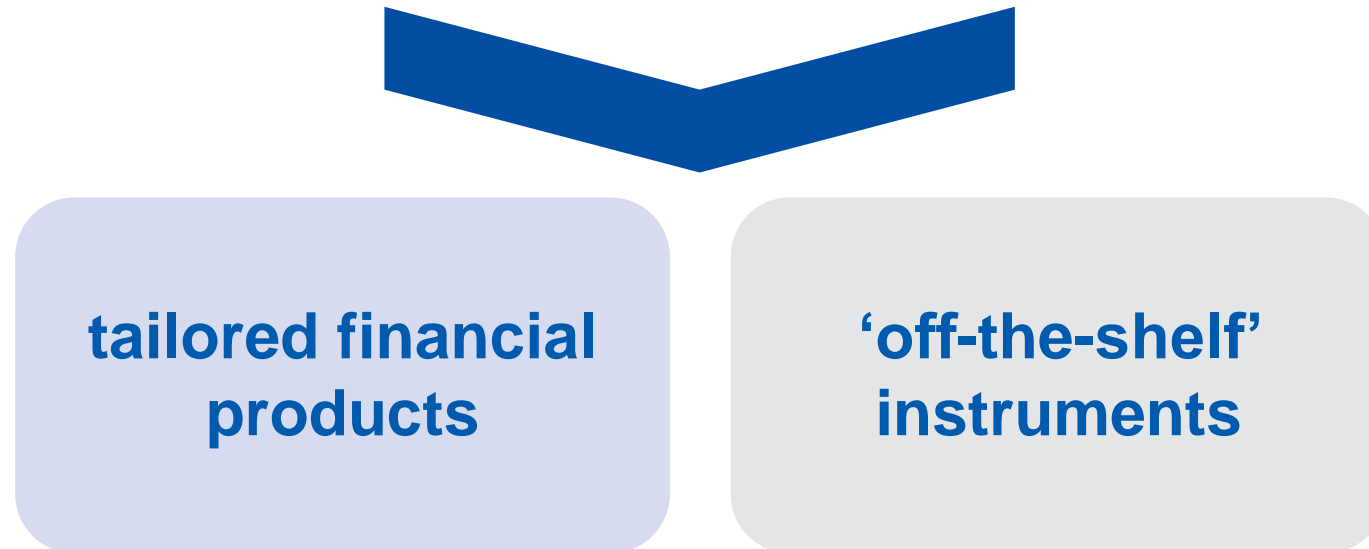 tailored financial
products
‘off-the-shelf’
instruments